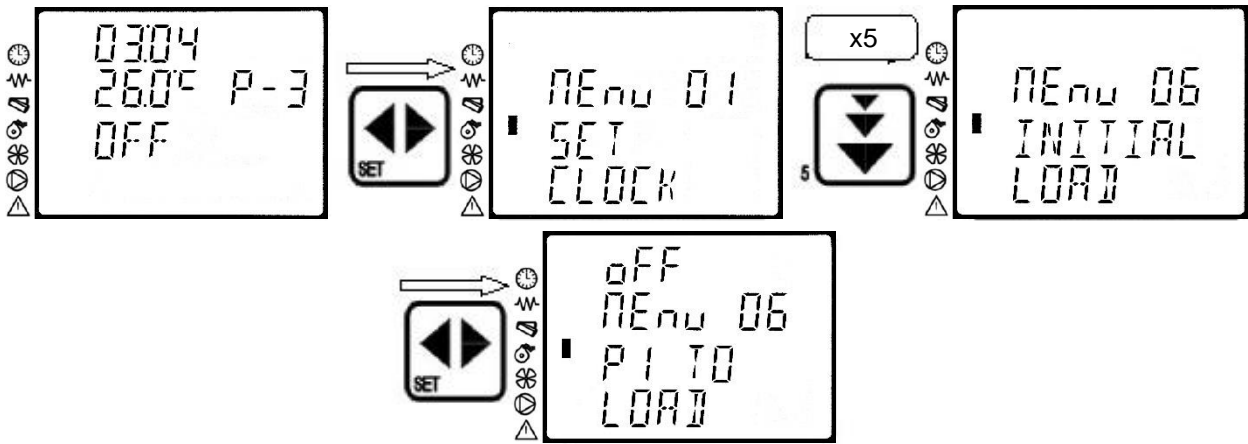 03:04
26.0°C P-3
OFF
SET
MEnu 01
SET
CLOCK
x5
5
MEnu 06
INITIAL
LOAD
SET
oFF
MEnu 06
P1 TO
LOAD